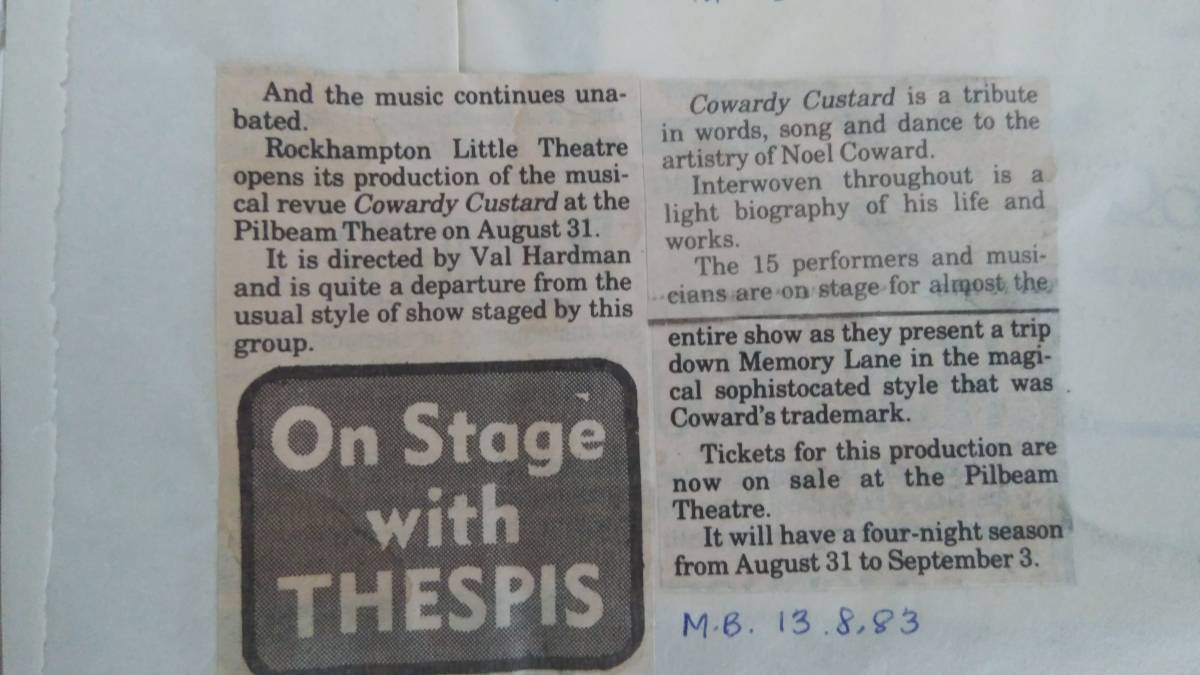 And the music continues una-
bated.
Rockhampton Little Theatre
opens its production of the musi-
cal revue Cowardy Custard at the
Pilbeam Theatre on August 31.
It is directed by Val Hardman
and is quite a departure from the
usual style of show staged by this
group.
On Stage
with
THESPIS
Cowardy Custard is a tribute
in words, song and dance to the
artistry of Noel Coward.
Interwoven throughout is a
light biography of his life and
works.
The 15 performers and musi-
cians are on stage for almost the
entire show as they present a trip
down Memory Lane in the magi-
cal sophistocated style that was
Coward's trademark.
Tickets for this production are
now on sale at the Pilbeam
Theatre.
It will have a four-night season
from August 31 to September 3.
M.B. 13.8.83